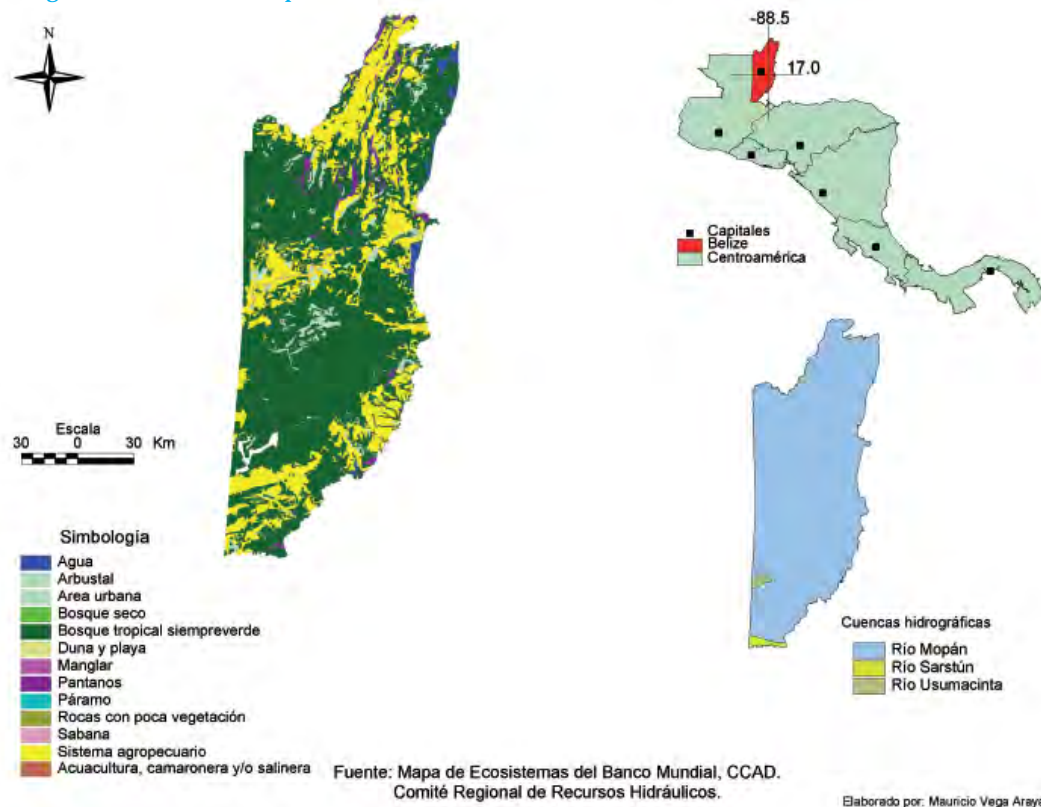 N
-88.5
17.0
Capitales
Belize
Centroamérica
Escala
30 0 30 Km
Simbología
Agua
Arbustal
Area urbana
Bosque seco
Bosque tropical siempreverde
Duna y playa
Manglar
Pantanos
Páramo
Rocas con poca vegetación
Sabana
Sistema agropecuario
Acuacultura, camaronera y/o salinera
Cuencas hidrográficas
Río Mopán
Río Sarstún
Río Usumacinta
Fuente: Mapa de Ecosistemas del Banco Mundial, CCAD.
Comité Regional de Recursos Hidráulicos.
Elaborado por: Mauricio Vega Araya